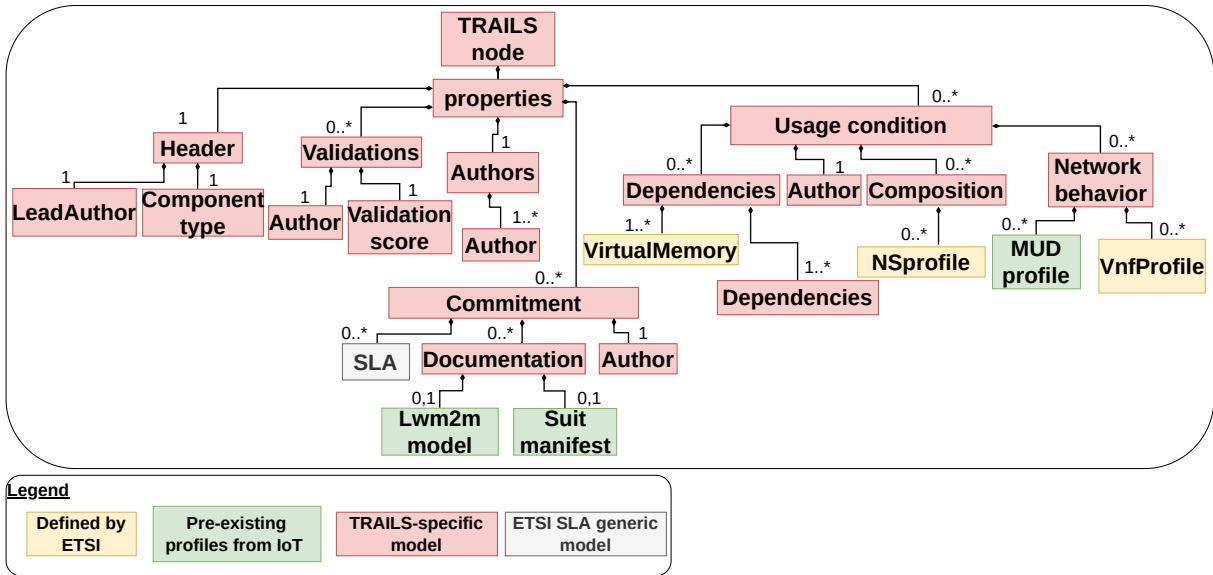 TRAILS
node
properties
1
0..*
1
0..*
0..*
Header
Validations
Authors
Usage condition
1
1
1
1
1..*
0..*
1
0..*
0..*
LeadAuthor
Component
type
Author
Validation
score
Author
Dependencies
Author
Composition
Network
behavior
1..*
1..*
0..*
0..*
0..*
VirtualMemory
Dependencies
NSprofile
MUD
profile
VnfProfile
0..*
Commitment
0..*
0..*
1
SLA
Documentation
Author
0,1
0,1
Lwm2m
model
Suit
manifest
Legend
Defined by
ETSI
Pre-existing
profiles from IoT
TRAILS-specific
model
ETSI SLA generic
model